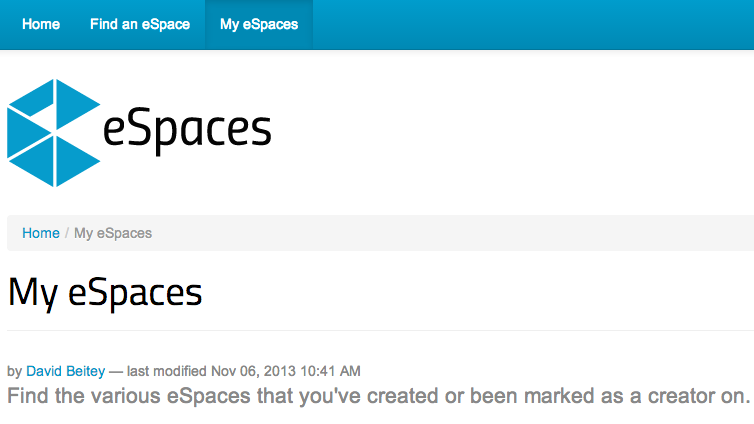 Home Find an eSpace My eSpaces
eSpaces
Home / My eSpaces
My eSpaces
by David Beitey — last modified Nov 06, 2013 10:41 AM
Find the various eSpaces that you've created or been marked as a creator on.